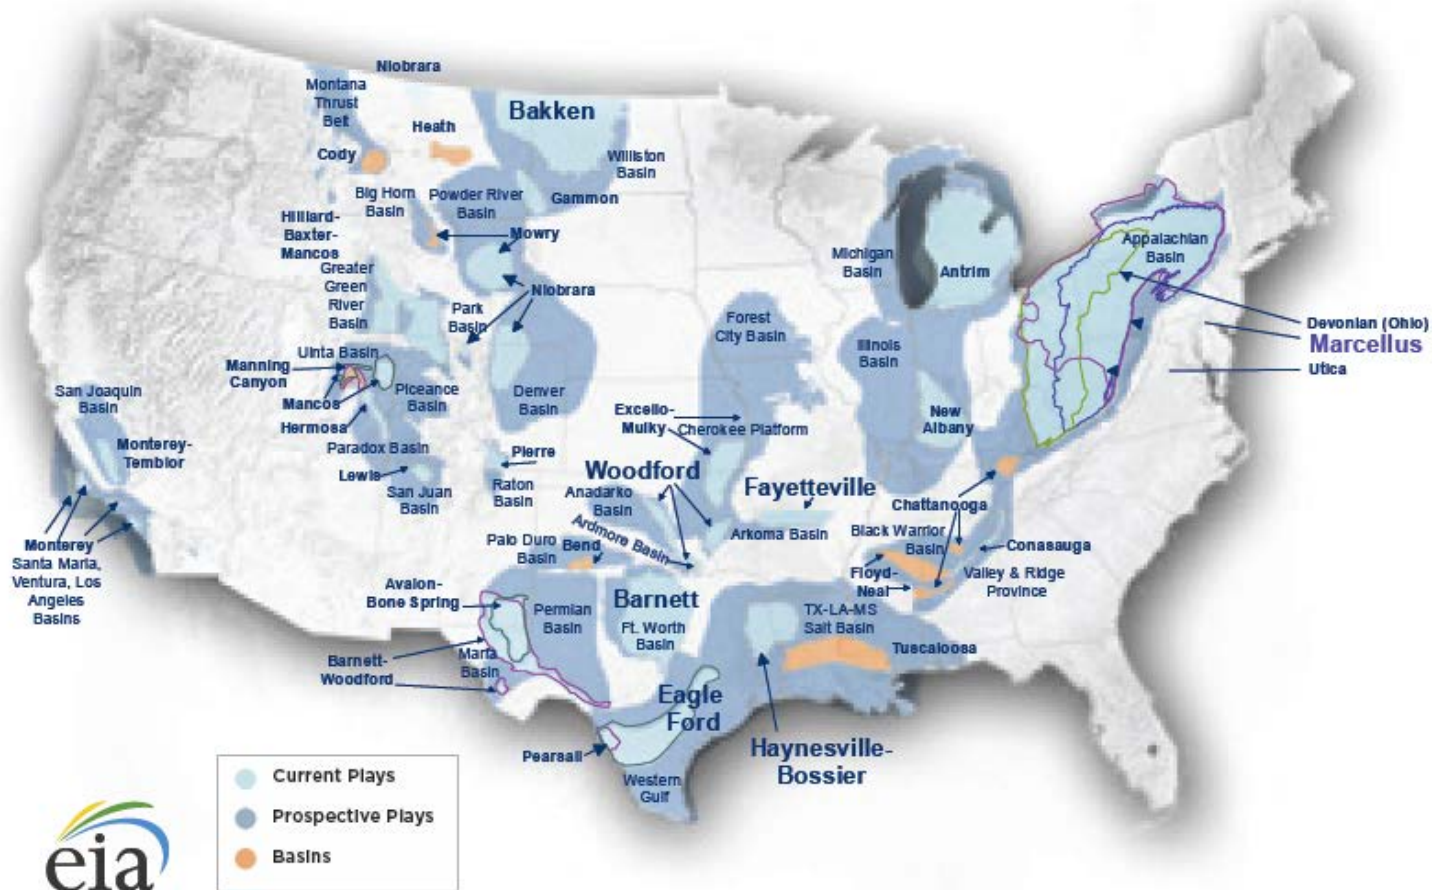 Niobrara
Montana
Thrust
Belt
Bakken
Heath
Cody
Williston
Basin
Big Horn
Basin
Powder River
Basin
Gammon
Hilliard-
Baxter-
Mancos
Mowry
Greater
Green
River
Basin
Niobrara
Park
Basin
Michigan
Basin
Antrim
Appalachian
Basin
Forest
City Basin
Illinois
Basin
Devonian (Ohio)
Marcellus
Utica
Uinta Basin
Manning
Canyon
Mancos
Piceance
Basin
Denver
Basin
San Joaquin
Basin
Hermosa
Excello-
Mulky
Cherokee Platform
New
Albany
Monterey-
Temblor
Paradox Basin
Lewis
San Juan
Basin
Pierre
Raton
Basin
Woodford
Anadarko
Basin
Fayetteville
Arkoma Basin
Chattanooga
Ardmore Basin
Palo Duro
Basin
Bend
Black Warrior
Basin
Conasauga
Floyd-
Neal
Valley & Ridge
Province
Monterey
Santa Maria,
Ventura, Los
Angeles
Basins
Avalon-
Bone Spring
Permian
Basin
Barnett
Ft. Worth
Basin
TX-LA-MS
Salt Basin
Tuscaloosa
Barnett-
Woodford
Marfa
Basin
Eagle
Ford
Pearsall
Western
Gulf
Haynesville-
Bossier
Current Plays
Prospective Plays
Basins
eia